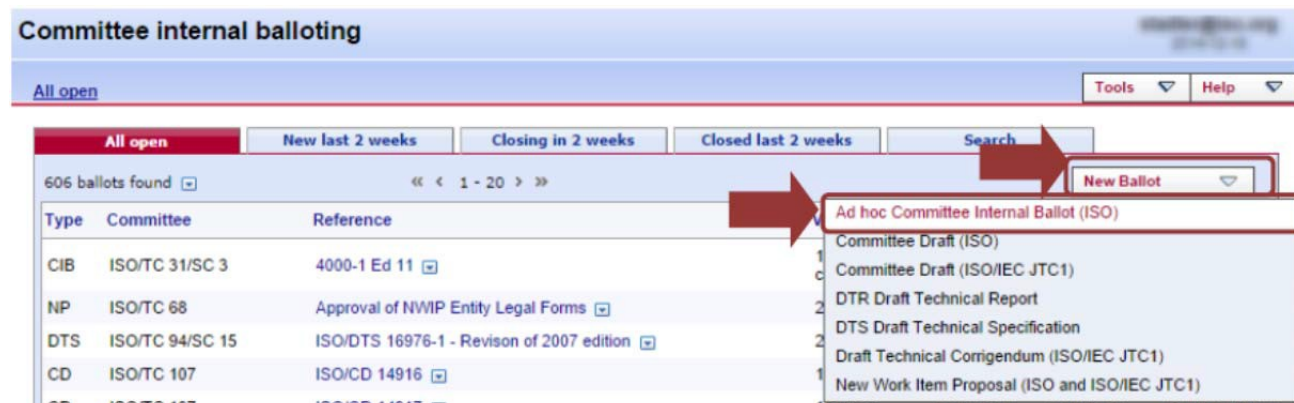 Committee internal balloting
All open
Tools Help
All open New last 2 weeks Closing in 2 weeks Closed last 2 weeks Search
606 ballots found « < 1 - 20 > » New Ballot
Type Committee Reference
Ad hoc Committee Internal Ballot (ISO)
Committee Draft (ISO)
CIB ISO/TC 31/SC 3 4000-1 Ed 11
Committee Draft (ISO/IEC JTC1)
NP ISO/TC 68 Approval of NWIP Entity Legal Forms
DTR Draft Technical Report
DTS ISO/TC 94/SC 15 ISO/DTS 16976-1 - Revison of 2007 edition
DTS Draft Technical Specification
Draft Technical Corrigendum (ISO/IEC JTC1)
CD ISO/TC 107 ISO/CD 14916
New Work Item Proposal (ISO and ISO/IEC JTC1)